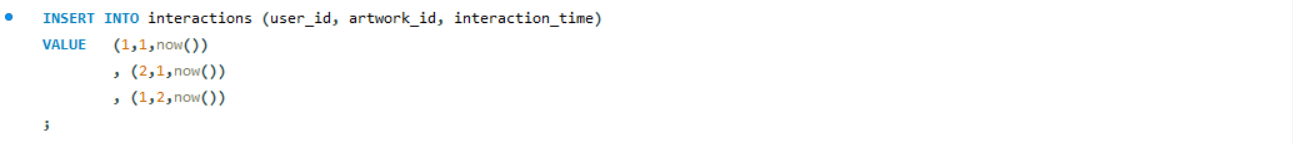 INSERT INTO interactions (user_id, artwork_id, interaction_time)
VALUE (1,1,now())
, (2,1,now())
, (1,2,now())
;